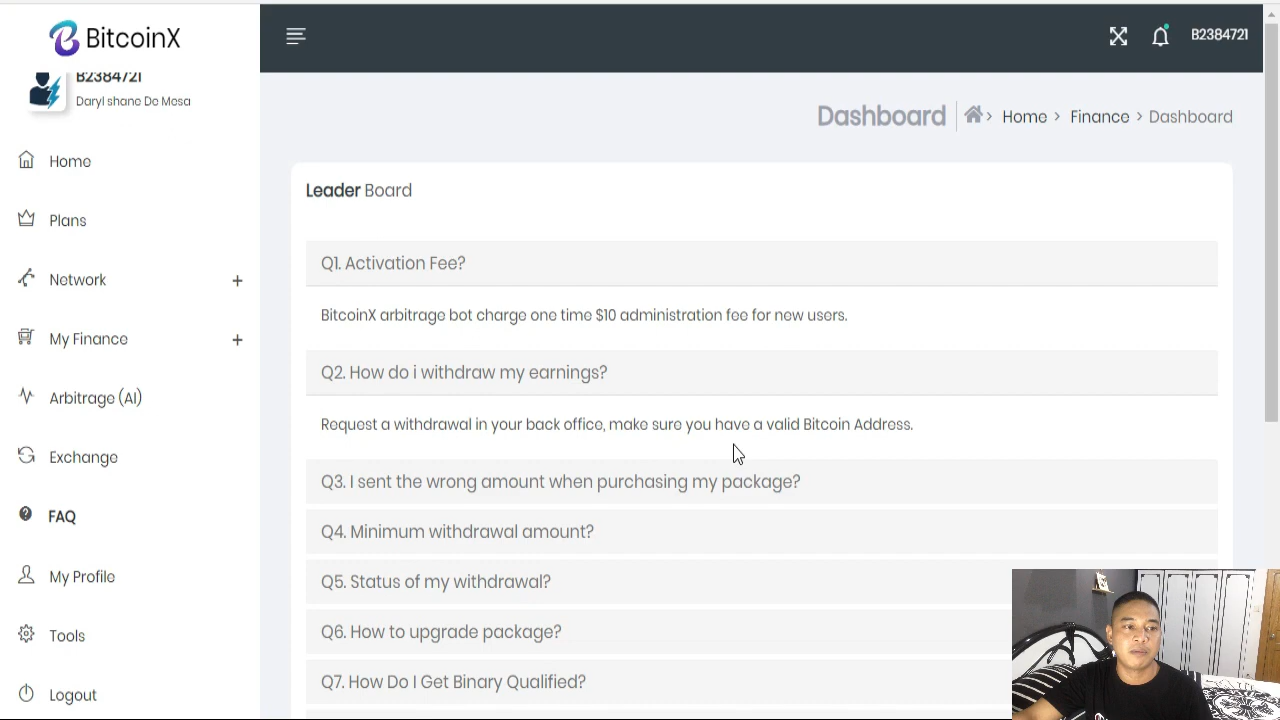 BitcoinX
B2384721
B2384721
Daryl shane De Mesa
Home
Plans
Network +
My Finance +
Arbitrage (AI)
Exchange
FAQ
My Profile
Tools
Logout
Dashboard Home > Finance > Dashboard
Leader Board
Q1. Activation Fee?
BitcoinX arbitrage bot charge one time $10 administration fee for new users.
Q2. How do i withdraw my earnings?
Request a withdrawal in your back office, make sure you have a valid Bitcoin Address.
Q3. I sent the wrong amount when purchasing my package?
Q4. Minimum withdrawal amount?
Q5. Status of my withdrawal?
Q6. How to upgrade package?
Q7. How Do I Get Binary Qualified?